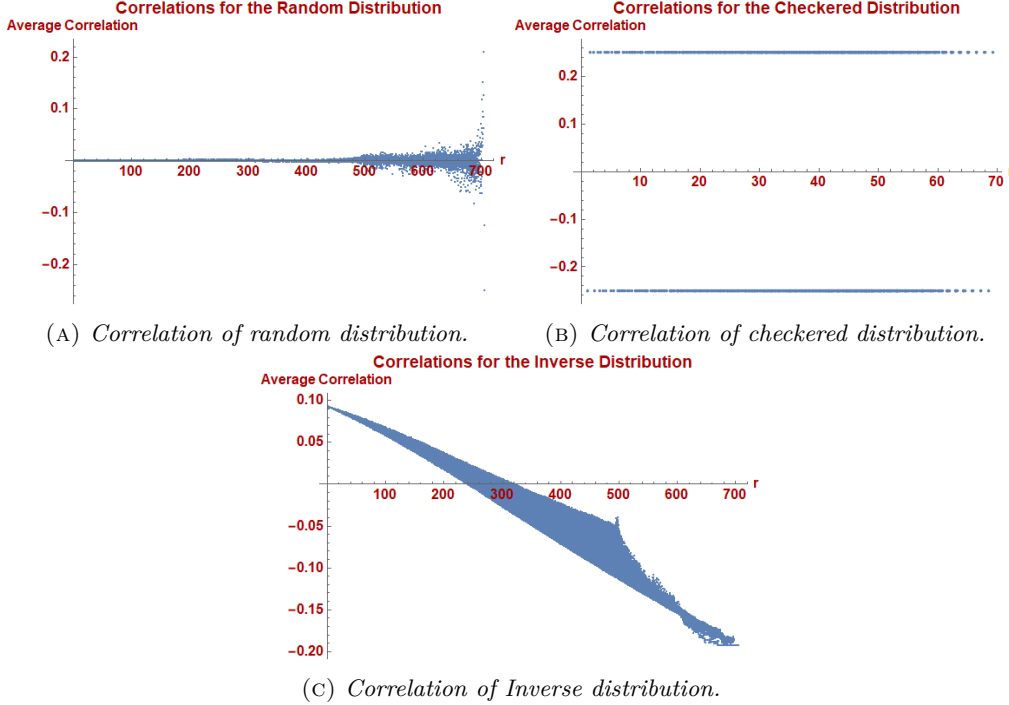 Correlations for the Random Distribution
Average Correlation
0.2
0.1
−0.1
−0.2
100 200 300 400 500 600 700 r
(A) Correlation of random distribution.
Correlations for the Checkered Distribution
Average Correlation
0.2
0.1
−0.1
−0.2
10 20 30 40 50 60 70
(B) Correlation of checkered distribution.
Correlations for the Inverse Distribution
Average Correlation
0.10
0.05
−0.05
−0.10
−0.15
−0.20
100 200 300 400 500 600 700 r
(C) Correlation of Inverse distribution.